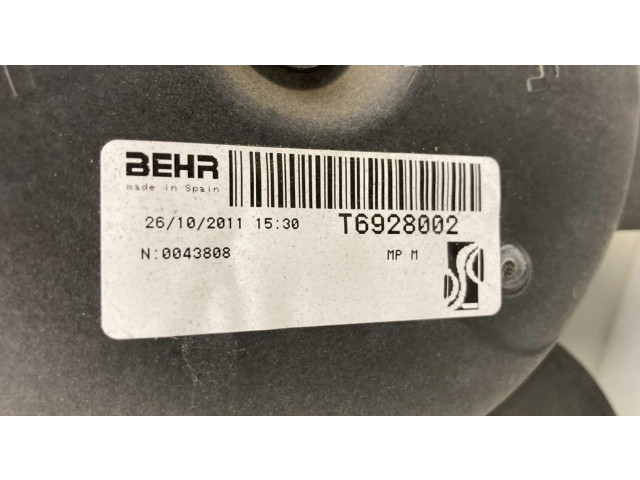 BEHR
made in Spain
26/10/2011 15:30 T6928002
N:0043808 MP M